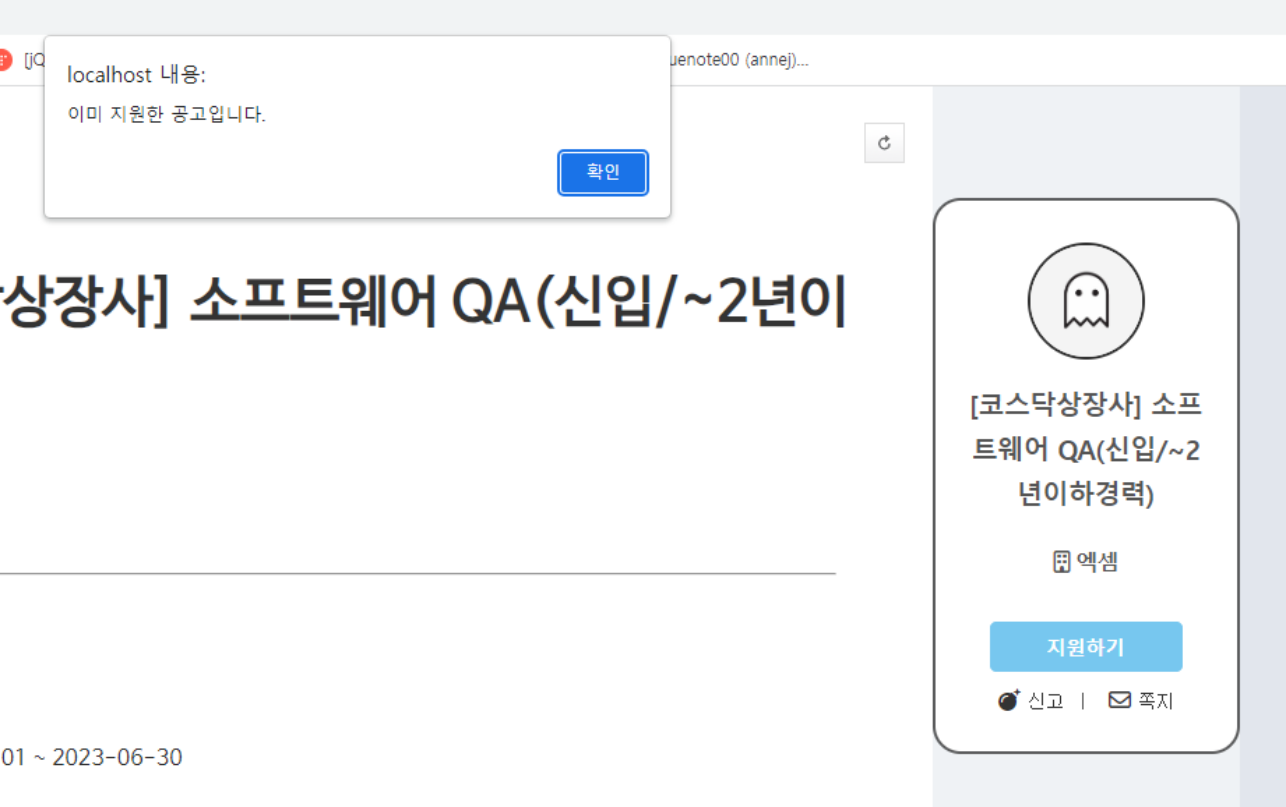 [jQ
uenote00 (annej)...
localhost 내용:
이미 지원한 공고입니다.
확인
상장사] 소프트웨어 QA(신입/~2년이
[코스닥상장사] 소프
트웨어 QA(신입/~2
년이하경력)
엑셈
지원하기
신고 | 쪽지
01 ~ 2023-06-30